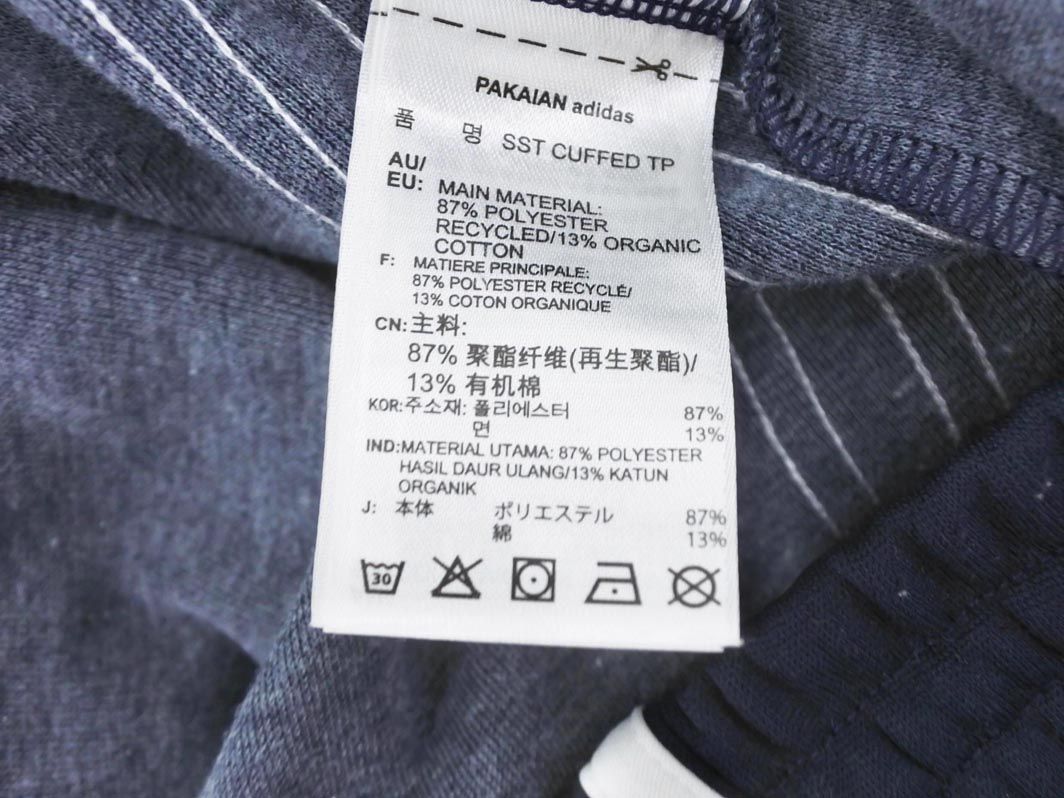 PAKAIAN adidas
품 명 SST CUFFED TP
AU/
EU: MAIN MATERIAL:
87% POLYESTER
RECYCLED/13% ORGANIC
COTTON
F: MATIERE PRINCIPALE:
87% POLYESTER RECYCLÉ/
13% COTON ORGANIQUE
CN:主料:
87% 聚酯纤维(再生聚酯)/
13% 有机棉
KOR:주소재: 폴리에스터 87%
면 13%
IND:MATERIAL UTAMA: 87% POLYESTER
HASIL DAUR ULANG/13% KATUN
ORGANIK
J: 本体 ポリエステル 87%
綿 13%
30